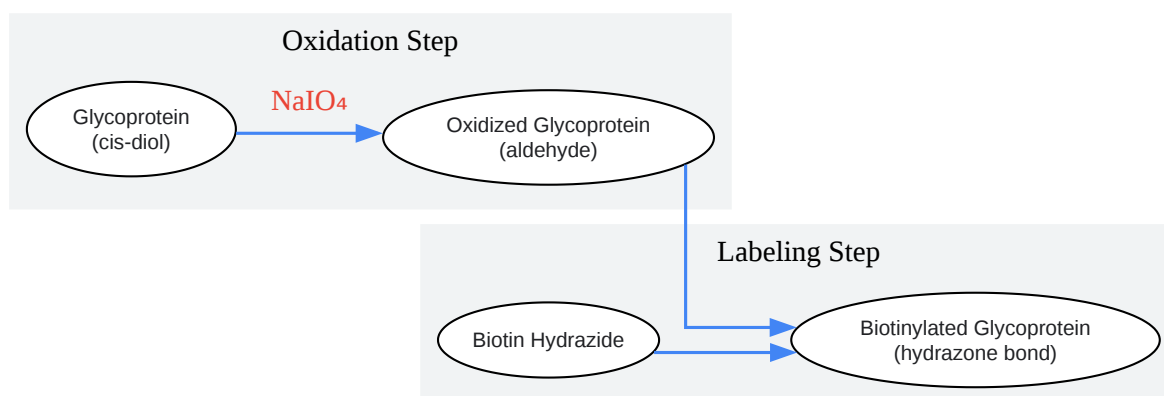 Oxidation Step
NaIO₄
Glycoprotein
(cis-diol)
Oxidized Glycoprotein
(aldehyde)
Labeling Step
Biotin Hydrazide
Biotinylated Glycoprotein
(hydrazone bond)